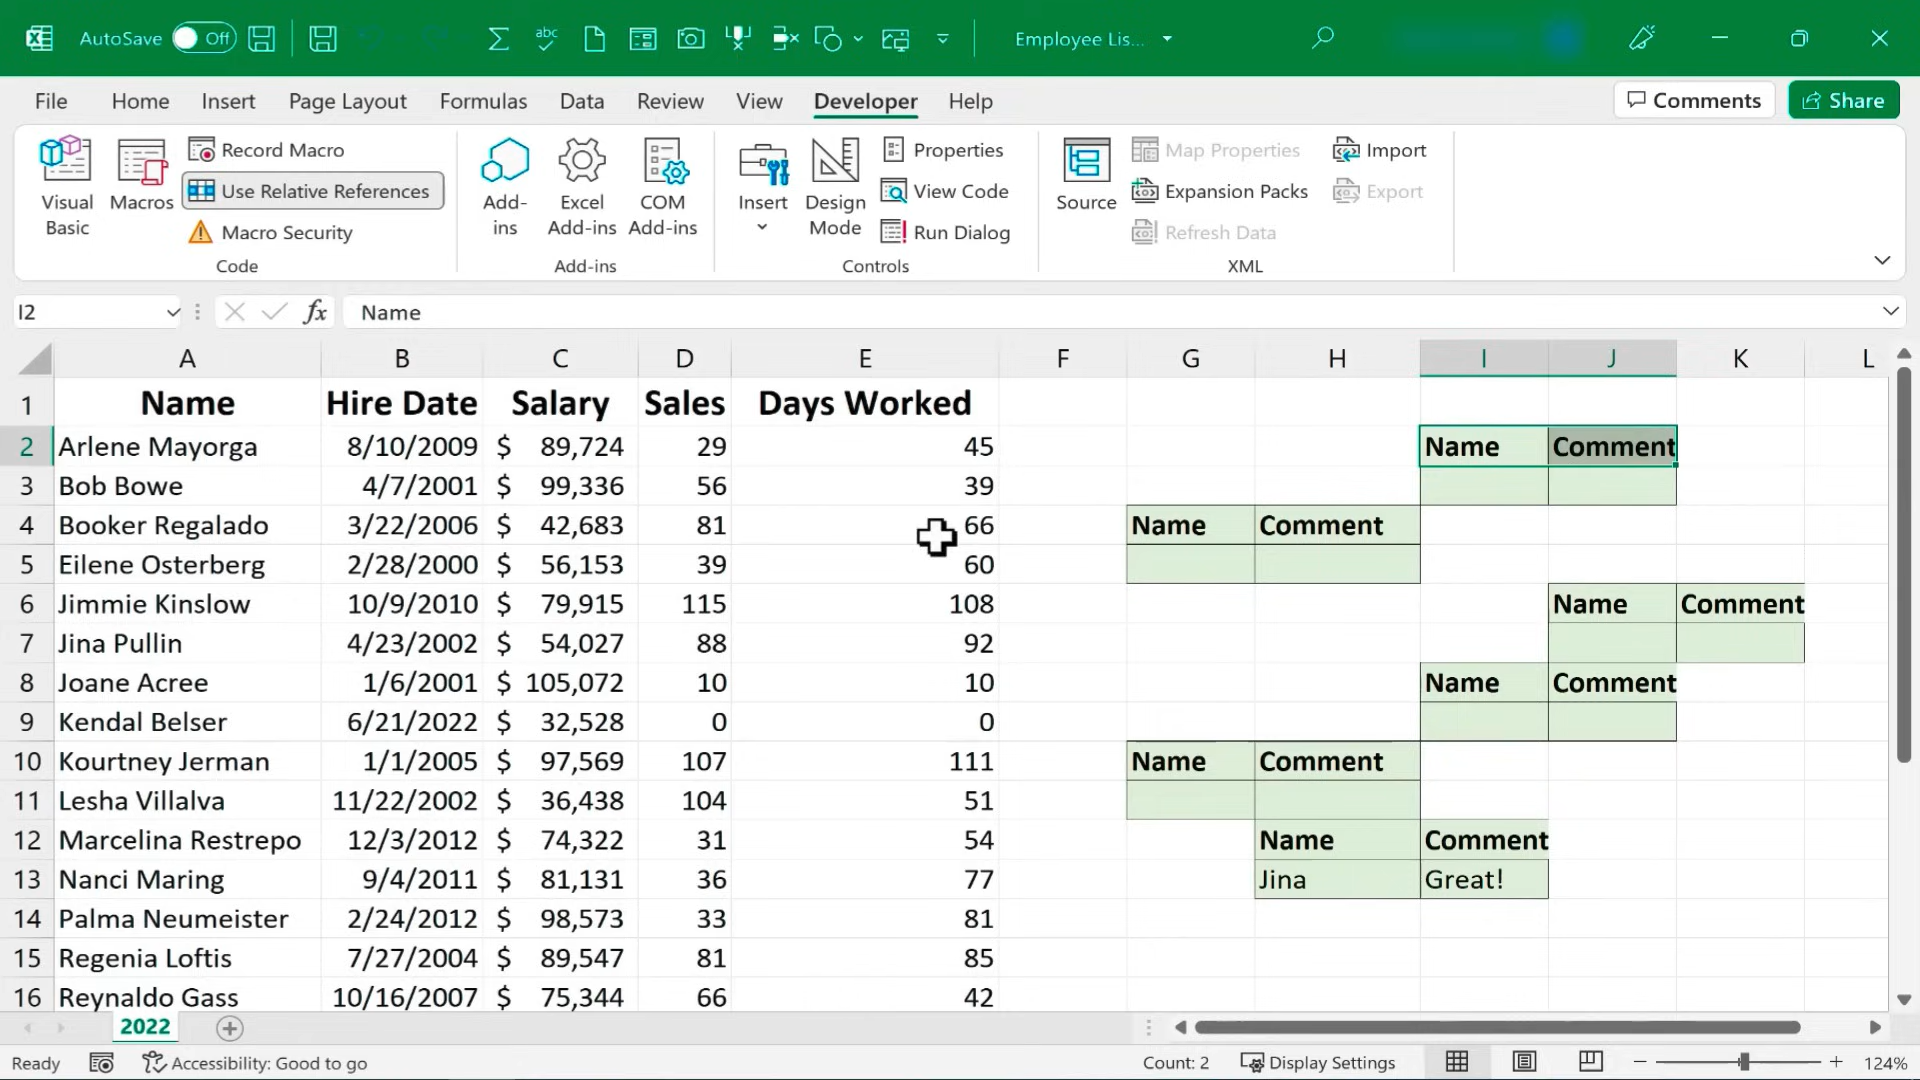 AutoSave Off abc Employee Lis...
File Home Insert Page Layout Formulas Data Review View Developer Help Comments Share
Visual Basic
Macros
Record Macro
Use Relative References
Macro Security
Code
Add-ins
Excel Add-ins
COM Add-ins
Add-ins
Insert
Design Mode
Properties
View Code
Run Dialog
Controls
Source
Map Properties
Expansion Packs
Refresh Data
Import
Export
XML
I2 fx Name
A B C D E F G H I J K L
1 Name Hire Date Salary Sales Days Worked
2 Arlene Mayorga 8/10/2009 $ 89,724 29 45 Name Comment
3 Bob Bowe 4/7/2001 $ 99,336 56 39
4 Booker Regalado 3/22/2006 $ 42,683 81 66 Name Comment
5 Eilene Osterberg 2/28/2000 $ 56,153 39 60
6 Jimmie Kinslow 10/9/2010 $ 79,915 115 108 Name Comment
7 Jina Pullin 4/23/2002 $ 54,027 88 92
8 Joane Acree 1/6/2001 $ 105,072 10 10 Name Comment
9 Kendal Belser 6/21/2022 $ 32,528 0 0
10 Kourtney Jerman 1/1/2005 $ 97,569 107 111 Name Comment
11 Lesha Villalva 11/22/2002 $ 36,438 104 51
12 Marcelina Restrepo 12/3/2012 $ 74,322 31 54 Name Comment
13 Nanci Maring 9/4/2011 $ 81,131 36 77 Jina Great!
14 Palma Neumeister 2/24/2012 $ 98,573 33 81
15 Regenia Loftis 7/27/2004 $ 89,547 81 85
16 Reynaldo Gass 10/16/2007 $ 75,344 66 42
2022
Ready Accessibility: Good to go Count: 2 Display Settings 124%